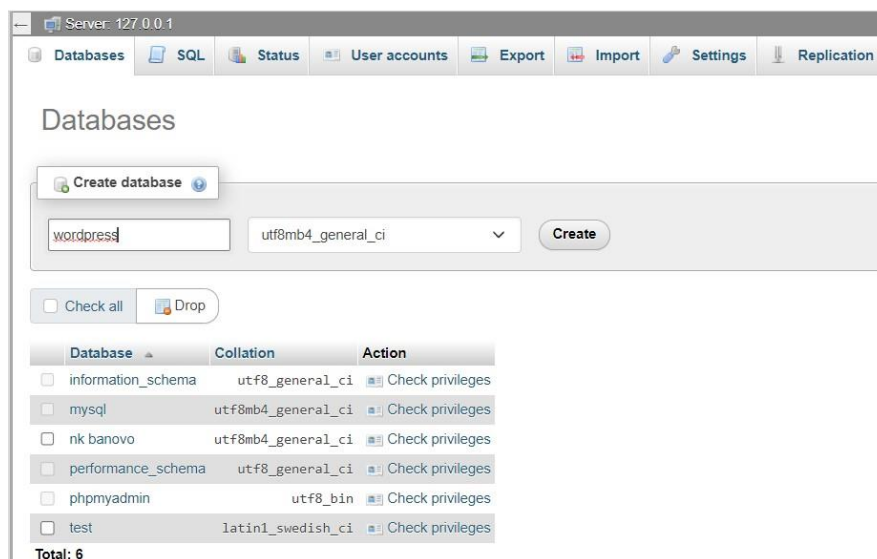 Server: 127.0.0.1
Databases SQL Status User accounts Export Import Settings Replication
Databases
Create database
wordpress utf8mb4_general_ci Create
Check all Drop
Database Collation Action
information_schema utf8_general_ci Check privileges
mysql utf8mb4_general_ci Check privileges
nk banovo utf8mb4_general_ci Check privileges
performance_schema utf8_general_ci Check privileges
phpmyadmin utf8_bin Check privileges
test latin1_swedish_ci Check privileges
Total: 6